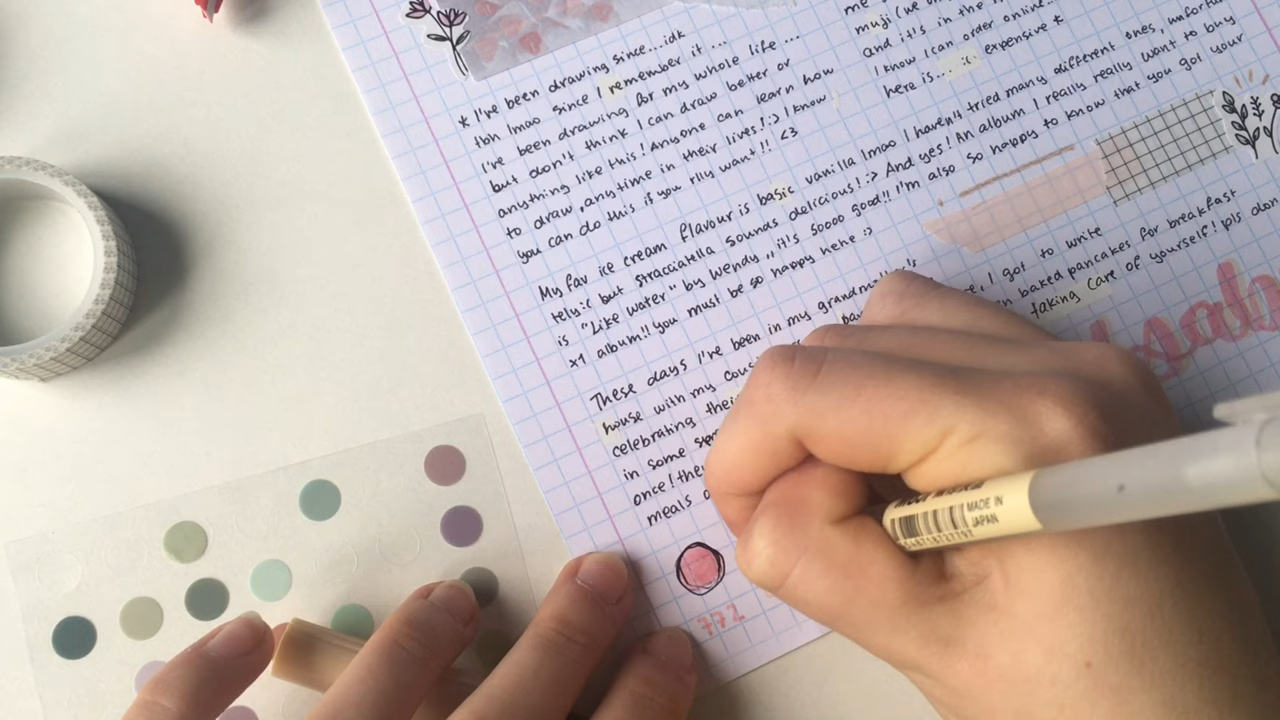 * I've been drawing since...idk
tbh lmao since I remember it ...
I've been drawing for my whole life ...
but don't think I can draw better or
anything like this! Anyone can learn how
to draw, anytime in their lives!:> I know
you can do this if you rlly want!! <3
me
muji (we
and it's in the
I know I can order online
here is... is expensive *
My fav ice cream flavour is basic vanilla lmao I haven't tried many different ones, unfortu
tely:c but stracciatella sounds delicious!:> And yes! An album I really want to buy
is "Like water" by Wendy ,, it's soooo good!! I'm also so happy to know that you got your
x1 album!! you must be so happy hehe :>
These days I've been in my grandmother's
house with my
celebrating
in some
once!
meals
I got to write
baked pancakes for breakfast
taking care of yourself! pls don
772
MADE IN
JAPAN